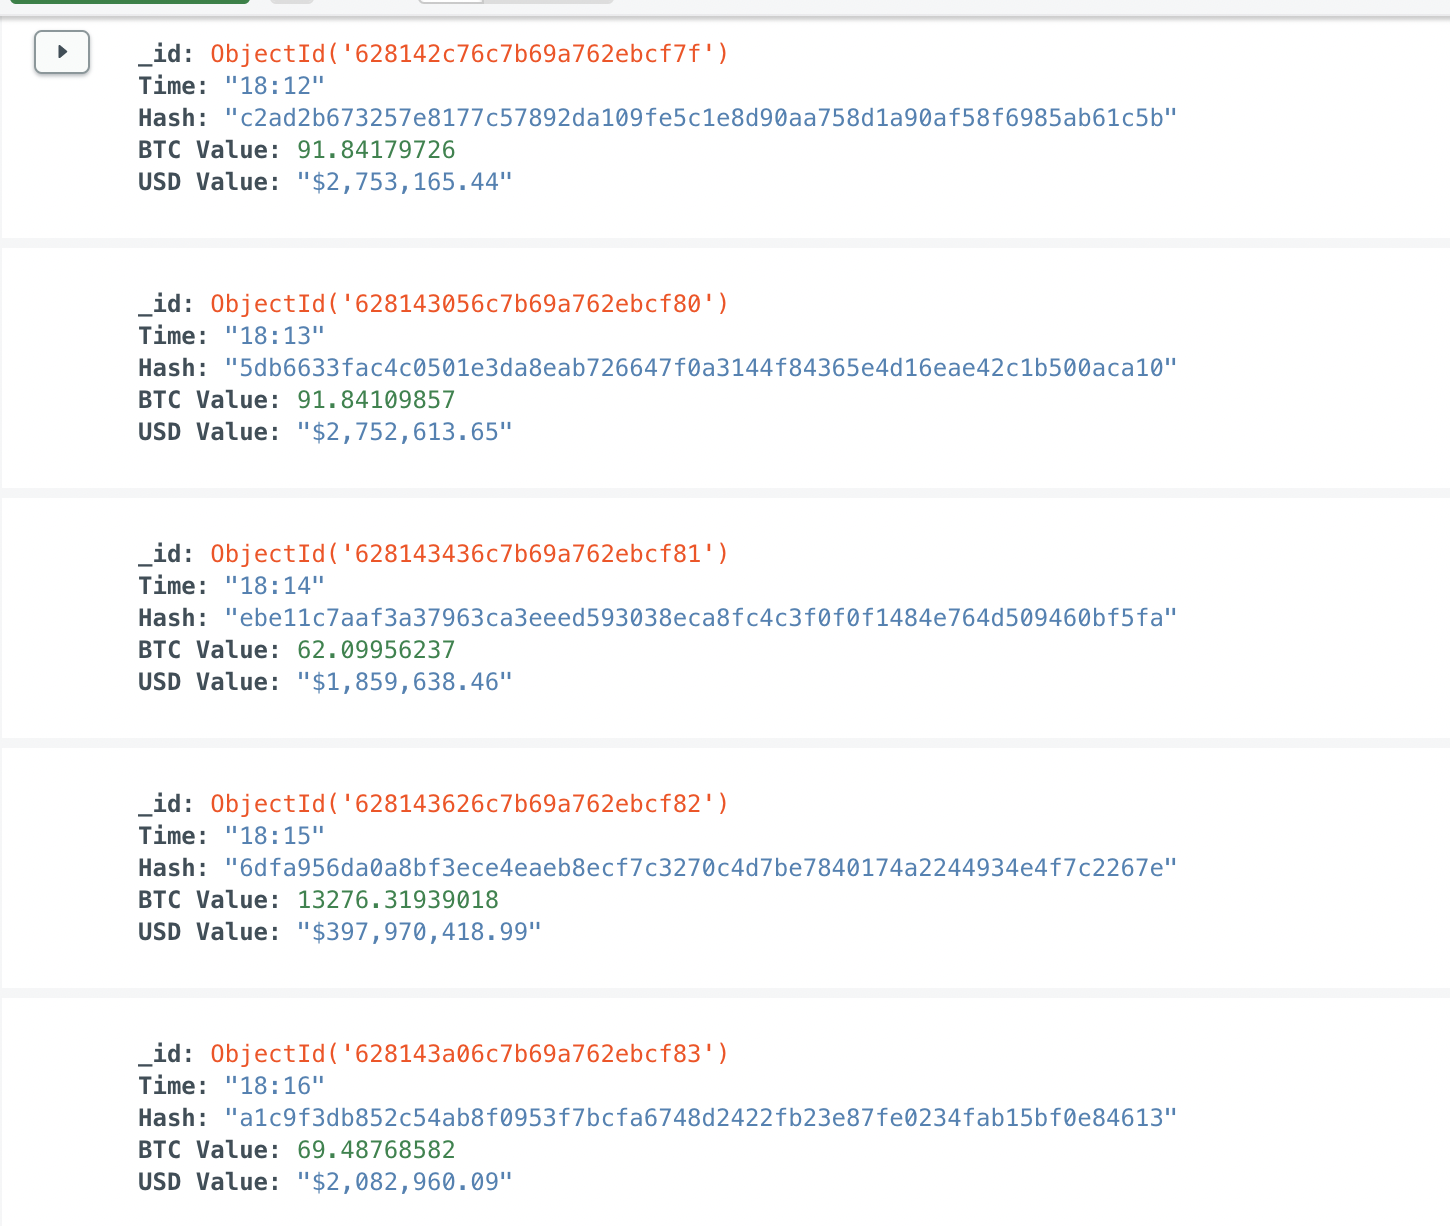 _id: ObjectId('628142c76c7b69a762ebcf7f')
Time: "18:12"
Hash: "c2ad2b673257e8177c57892da109fe5c1e8d90aa758d1a90af58f6985ab61c5b"
BTC Value: 91.84179726
USD Value: "$2,753,165.44"
_id: ObjectId('628143056c7b69a762ebcf80')
Time: "18:13"
Hash: "5db6633fac4c0501e3da8eab726647f0a3144f84365e4d16eae42c1b500aca10"
BTC Value: 91.84109857
USD Value: "$2,752,613.65"
_id: ObjectId('628143436c7b69a762ebcf81')
Time: "18:14"
Hash: "ebe11c7aaf3a37963ca3eeed593038eca8fc4c3f0f0f1484e764d509460bf5fa"
BTC Value: 62.09956237
USD Value: "$1,859,638.46"
_id: ObjectId('628143626c7b69a762ebcf82')
Time: "18:15"
Hash: "6dfa956da0a8bf3ece4eaeb8ecf7c3270c4d7be7840174a2244934e4f7c2267e"
BTC Value: 13276.31939018
USD Value: "$397,970,418.99"
_id: ObjectId('628143a06c7b69a762ebcf83')
Time: "18:16"
Hash: "a1c9f3db852c54ab8f0953f7bcfa6748d2422fb23e87fe0234fab15bf0e84613"
BTC Value: 69.48768582
USD Value: "$2,082,960.09"